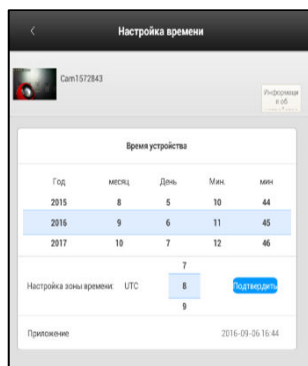 Настройка времени
Cam1572843
Информаци
я об
Время устройства
Год месяц День Мин. мин
2015 8 5 10 44
2016 9 6 11 45
2017 10 7 12 46
7
Настройка зоны времени: UTC 8 Подтвердить
9
Приложение 2016-09-06 16:44